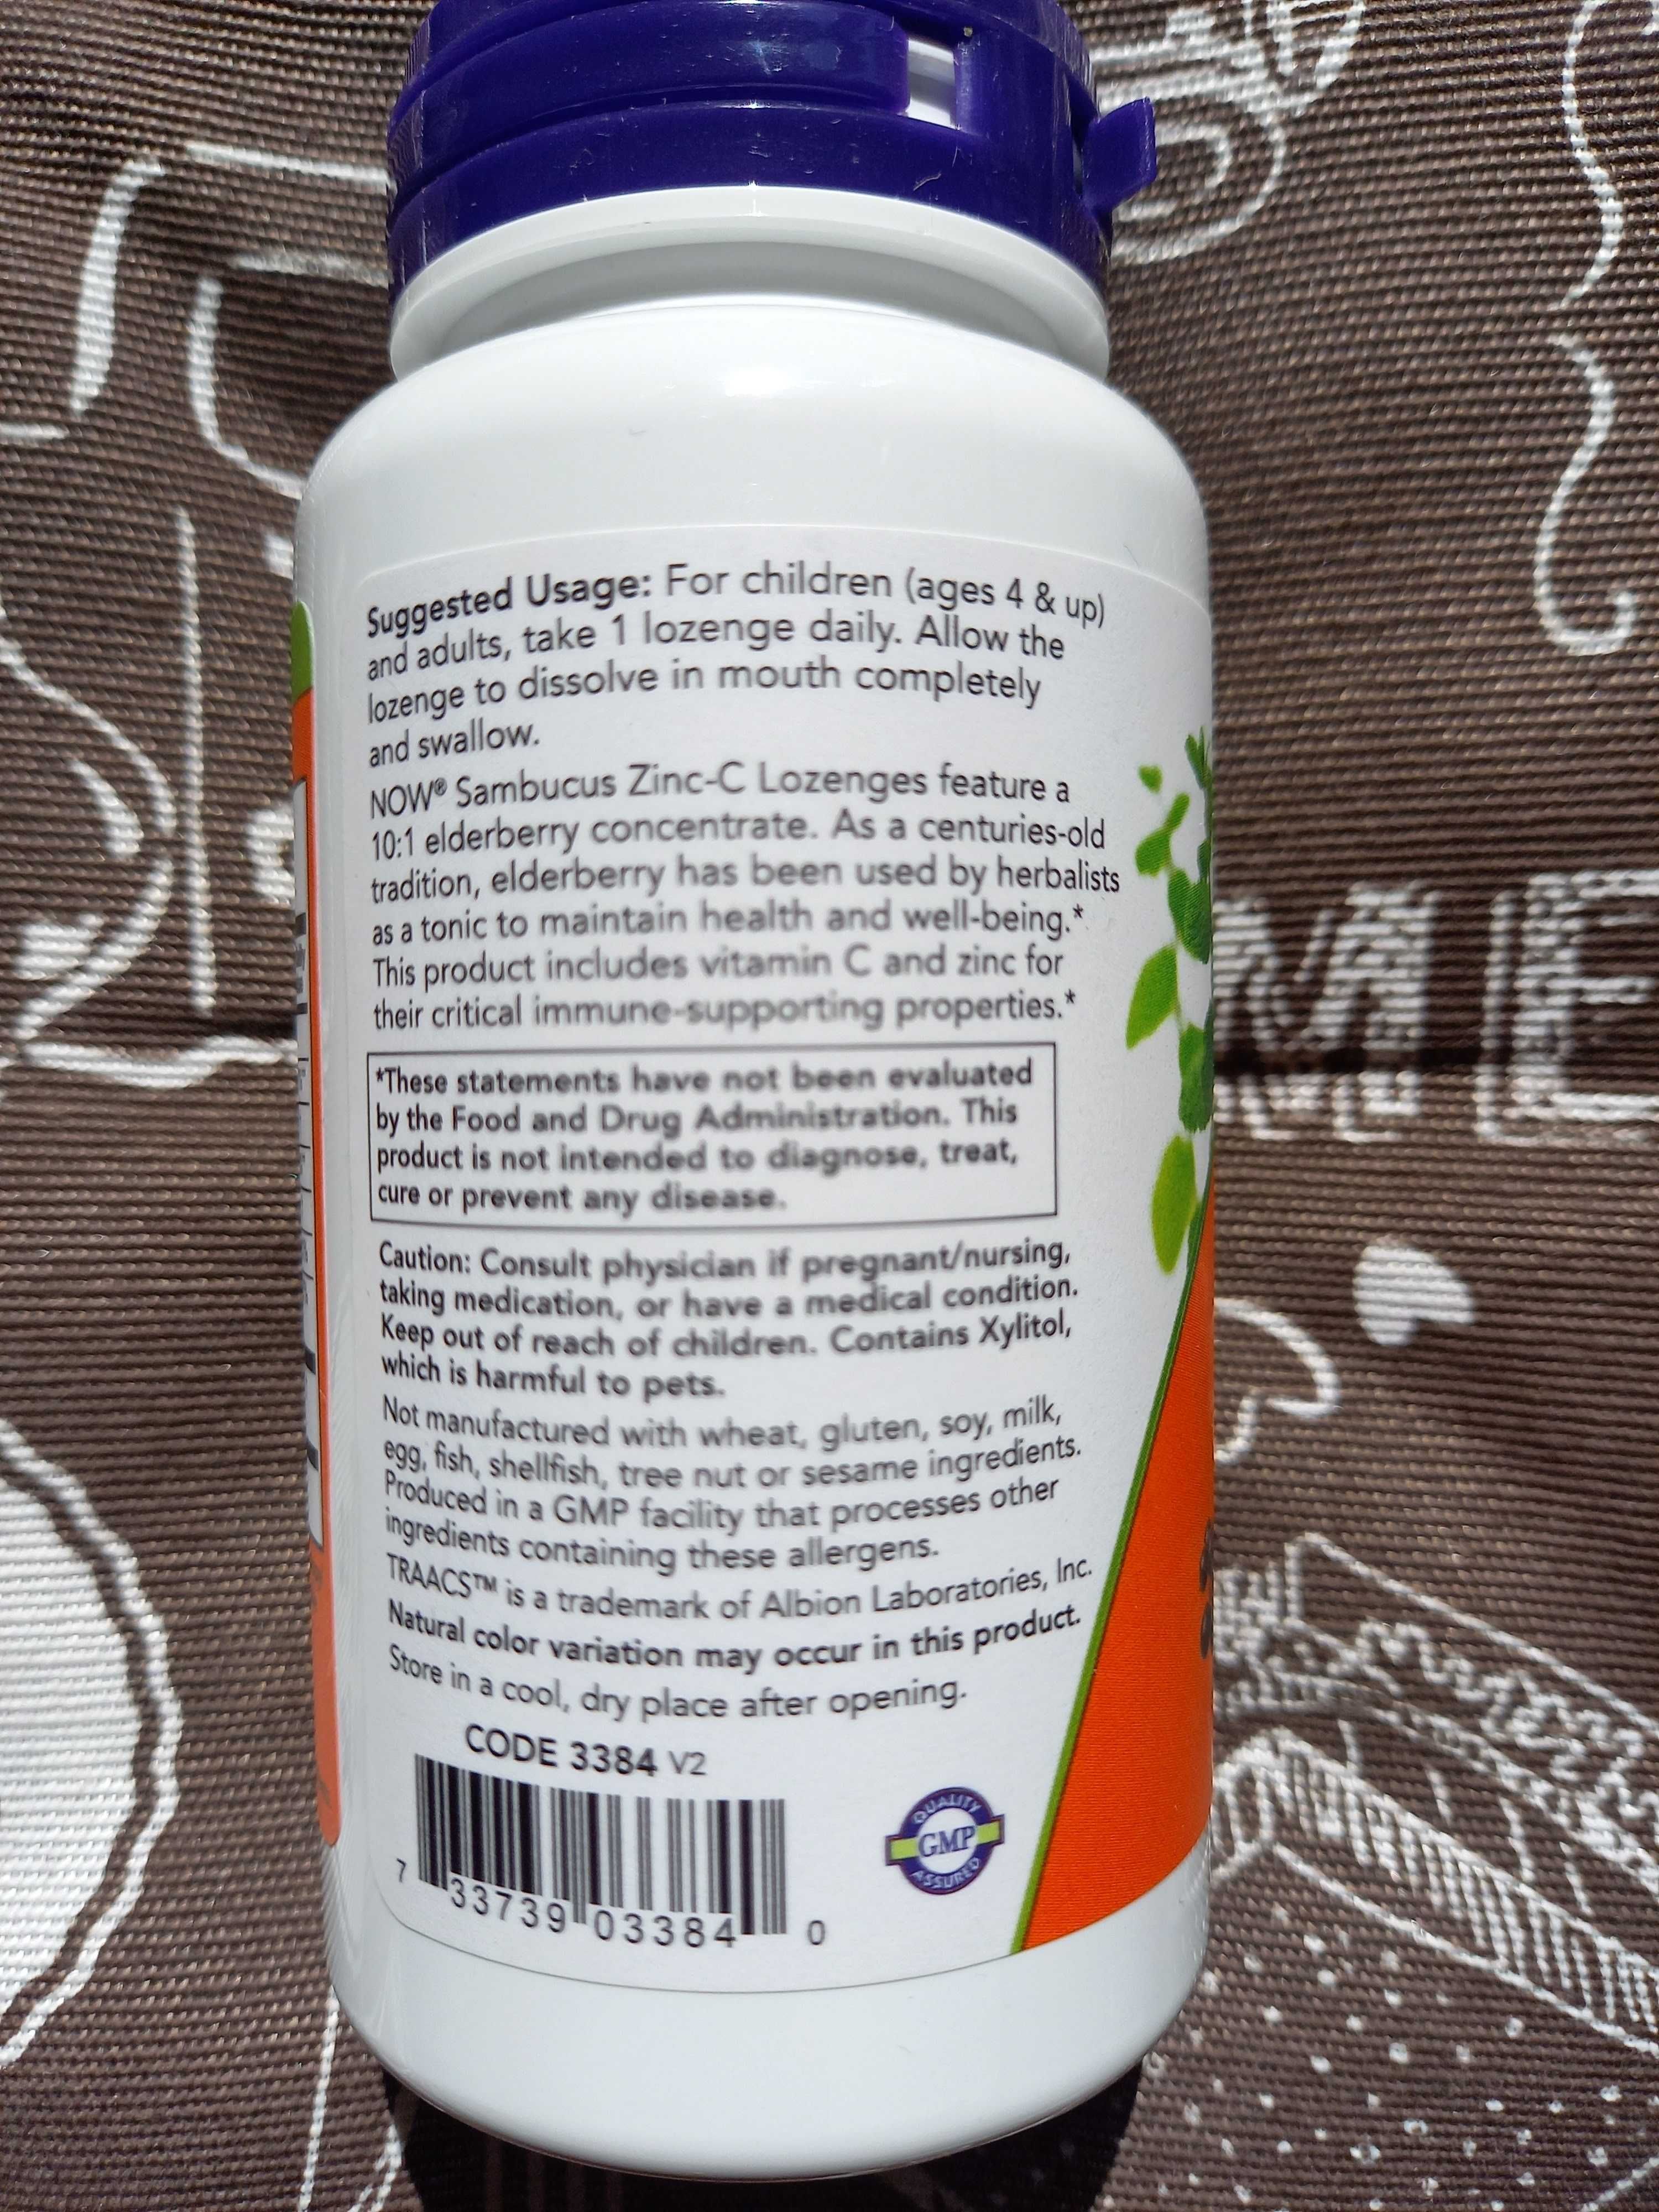 Suggested Usage: For children (ages 4 & up)
and adults, take 1 lozenge daily. Allow the
lozenge to dissolve in mouth completely
and swallow.
NOW® Sambucus Zinc-C Lozenges feature a
10:1 elderberry concentrate. As a centuries-old
tradition, elderberry has been used by herbalists
as a tonic to maintain health and well-being.*
This product includes vitamin C and zinc for
their critical immune-supporting properties.*
*These statements have not been evaluated
by the Food and Drug Administration. This
product is not intended to diagnose, treat,
cure or prevent any disease.
Caution: Consult physician if pregnant/nursing,
taking medication, or have a medical condition.
Keep out of reach of children. Contains Xylitol,
which is harmful to pets.
Not manufactured with wheat, gluten, soy, milk,
egg, fish, shellfish, tree nut or sesame ingredients.
Produced in a GMP facility that processes other
ingredients containing these allergens.
TRAACS™ is a trademark of Albion Laboratories, Inc.
Natural color variation may occur in this product.
Store in a cool, dry place after opening.
CODE 3384 V2
7 33739 03384 0
QUALITY
GMP
ASSURED